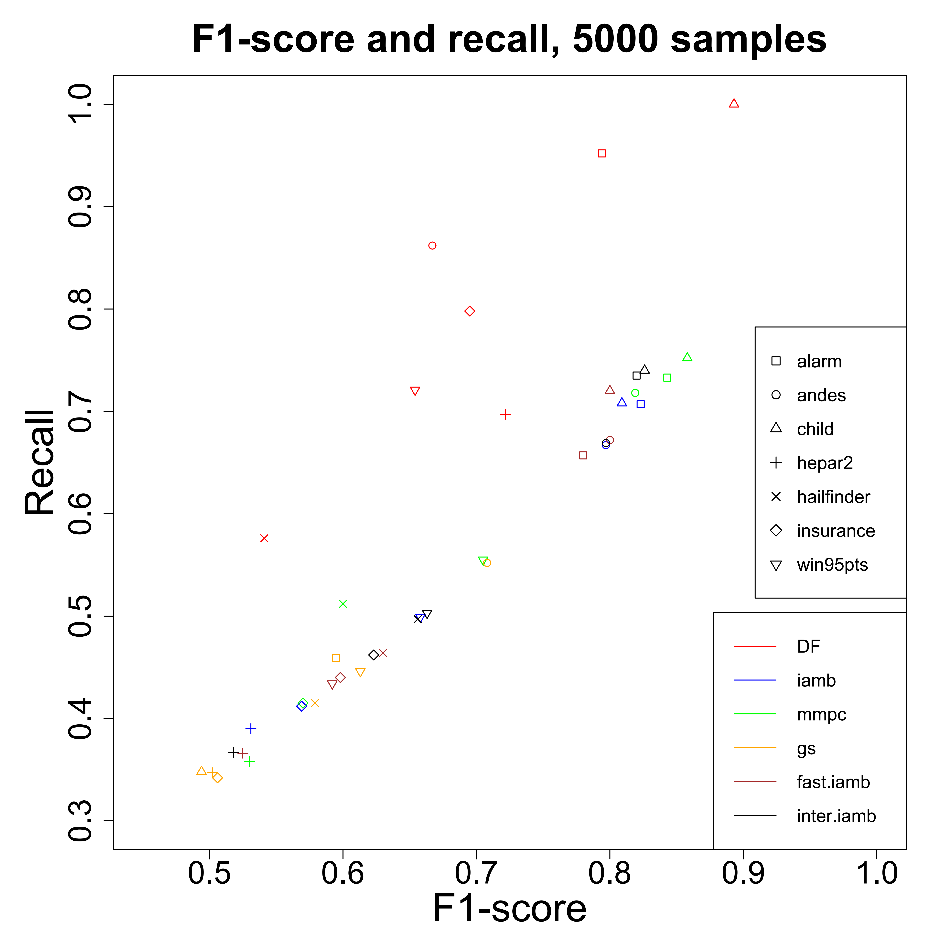 F1-score and recall, 5000 samples
Recall
1.0
0.9
0.8
0.7
0.6
0.5
0.4
0.3
alarm
andes
child
hepar2
hailfinder
insurance
win95pts
DF
iamb
mmpc
gs
fast.iamb
inter.iamb
0.5 0.6 0.7 0.8 0.9 1.0
F1-score